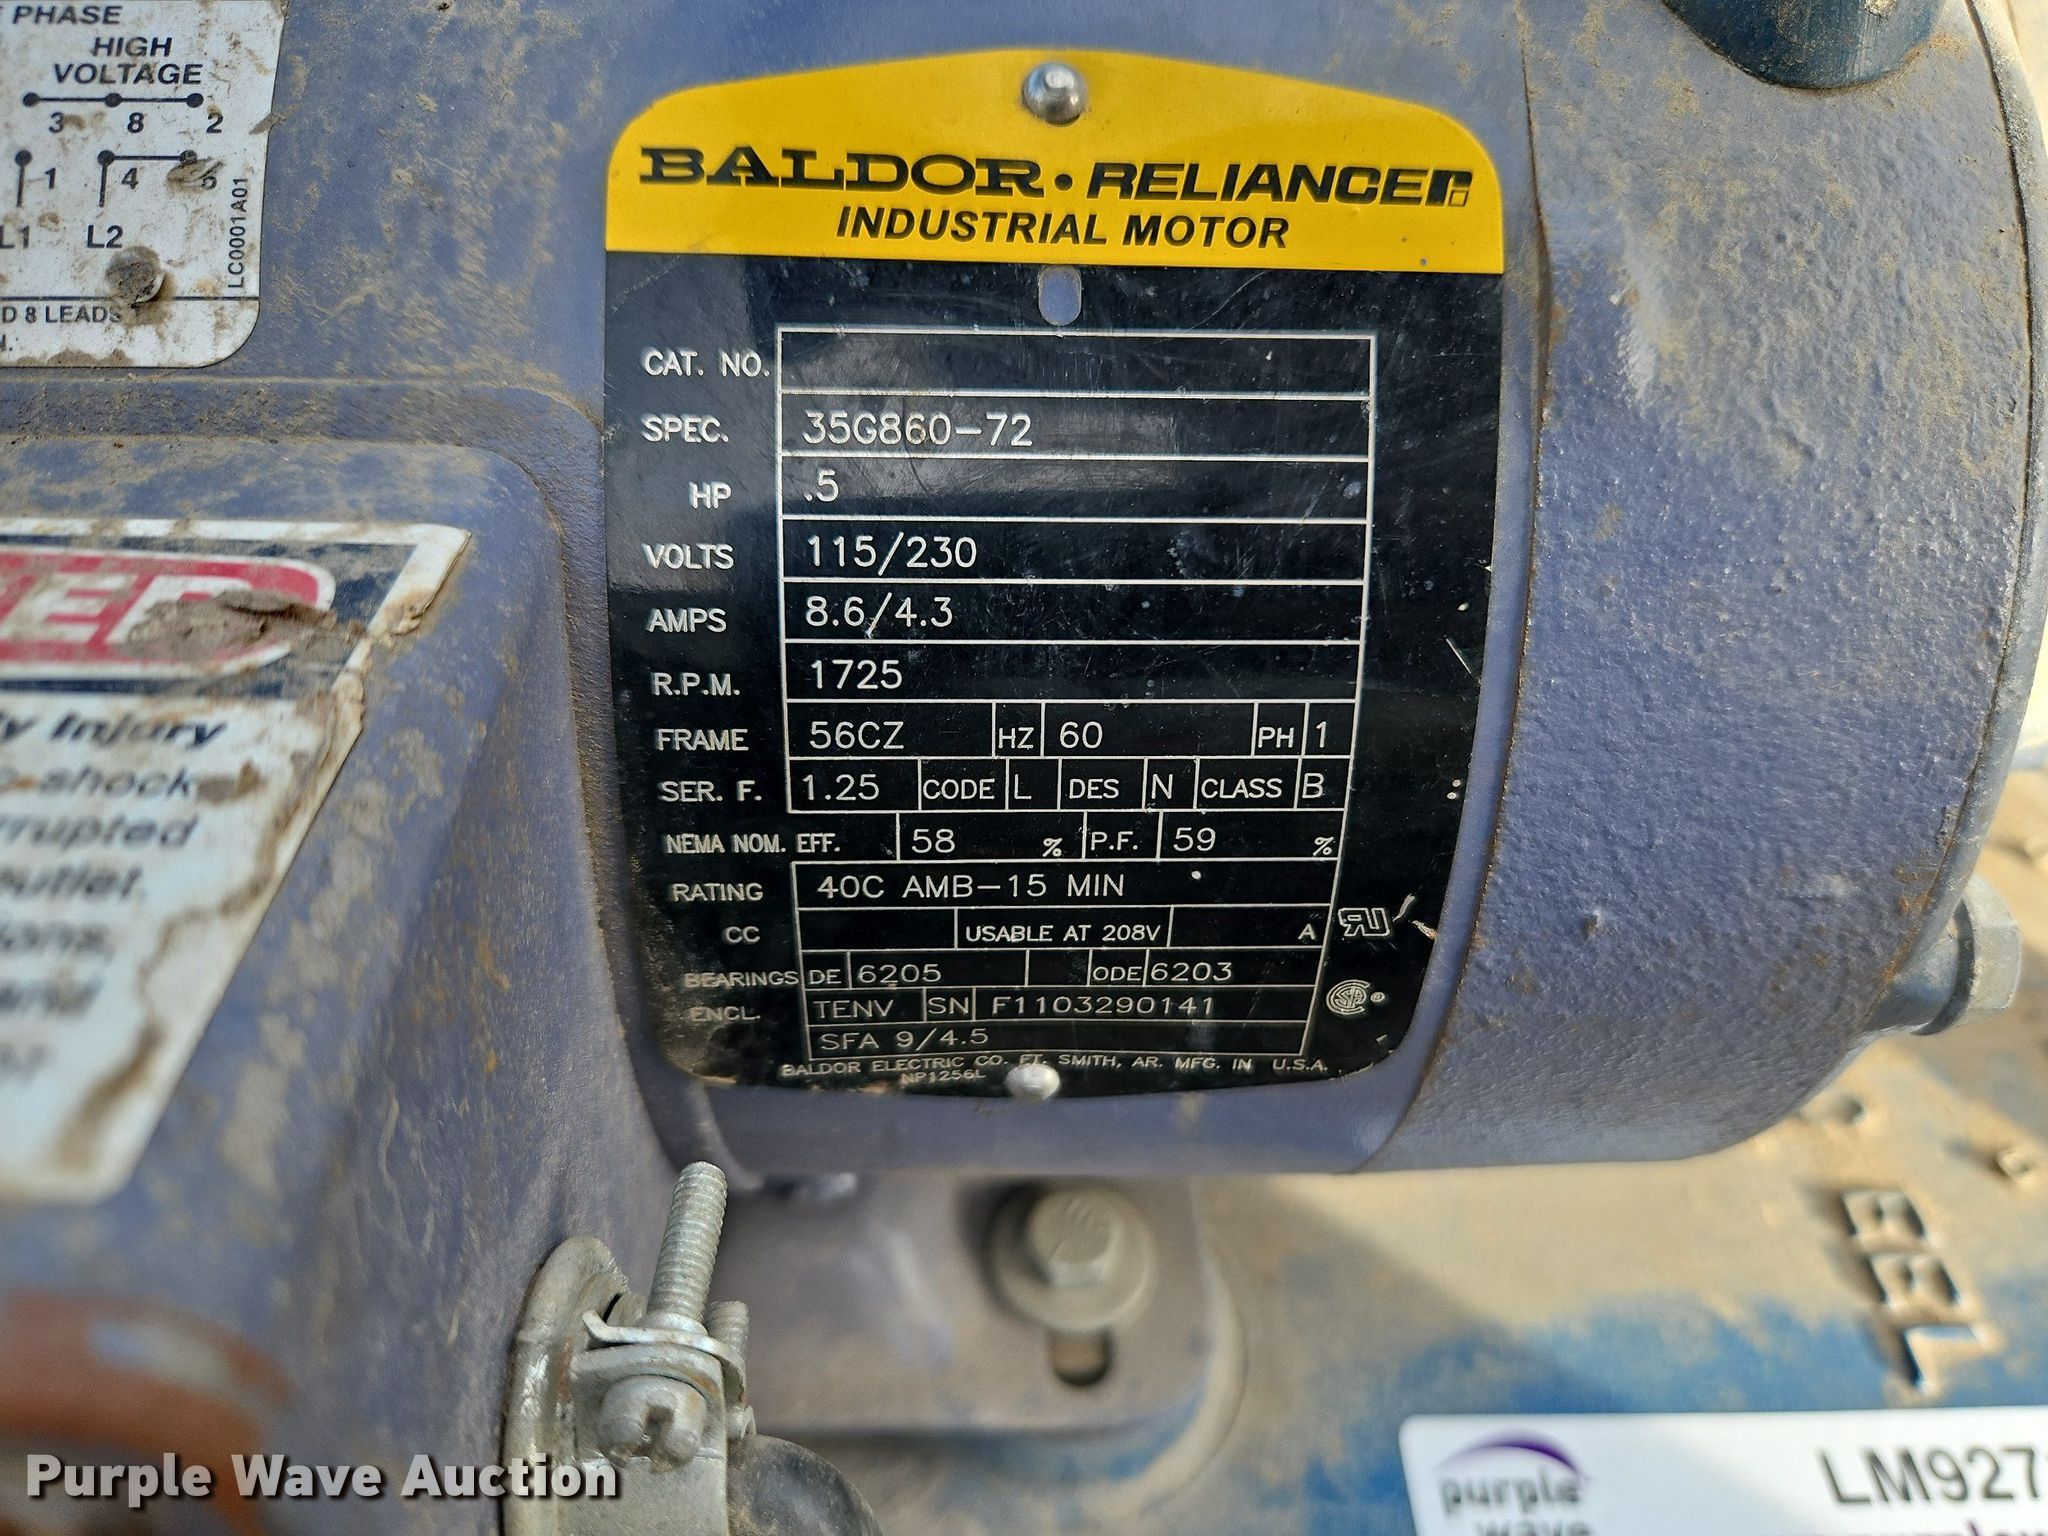 PHASE
HIGH
VOLTAGE
3 8 2
1 4
L1 L2
LC0001A01
D 8 LEADS
BALDOR • RELIANCE
INDUSTRIAL MOTOR
CAT. NO.
SPEC. 35G860-72
HP .5
VOLTS 115/230
AMPS 8.6/4.3
R.P.M. 1725
FRAME 56CZ HZ 60 PH 1
SER. F. 1.25 CODE L DES N CLASS B
NEMA NOM. EFF. 58 % P.F. 59 %
RATING 40C AMB-15 MIN
CC USABLE AT 208V A
BEARINGS DE 6205 ODE 6203
ENCL. TENV SN F1103290141
SFA 9/4.5
BALDOR ELECTRIC CO. FT. SMITH, AR. MFG. IN U.S.A.
NP1256L
Injury
shock
outlet,
Purple Wave Auction
purple
wave
LM927